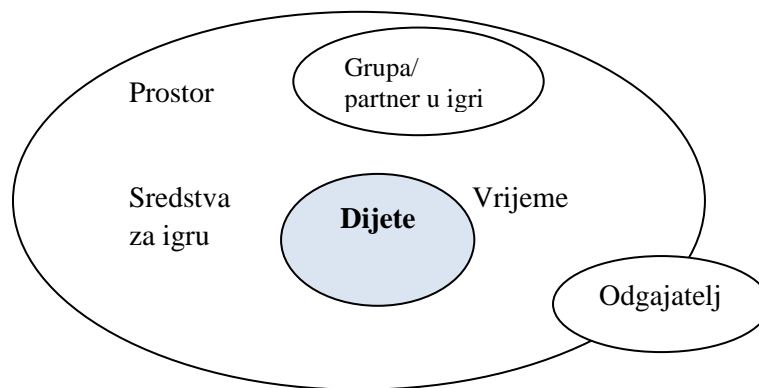 Grupa/
partner u igri
Prostor
Sredstva
za igru
Dijete
Vrijeme
Odgajatelj